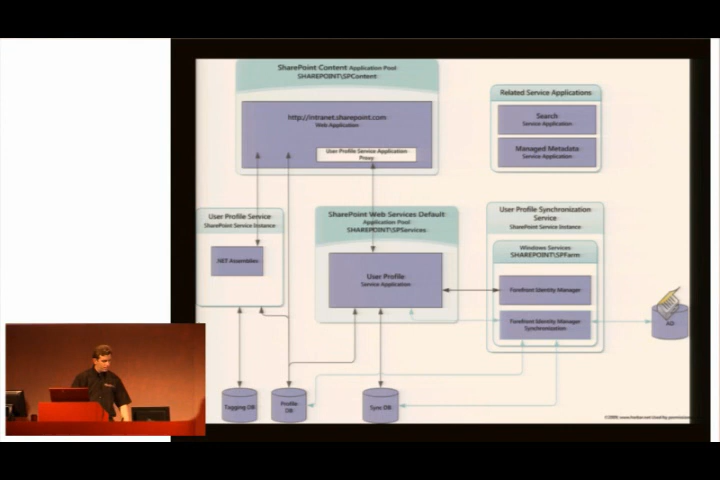 SharePoint Content Application Pool:
SHAREPOINT\SPContent
http://intranet.sharepoint.com
Web Application
User Profile Service Application
Proxy
Related Service Applications
Search
Service Application
Managed Metadata
Service Application
User Profile Service
SharePoint Service Instance
.NET Assemblies
SharePoint Web Services Default
Application Pool:
SHAREPOINT\SPServices
User Profile
Service Application
User Profile Synchronization
Service
SharePoint Service Instance
Windows Services:
SHAREPOINT\SPFarm
Forefront Identity Manager
Forefront Identity Manager
Synchronization
AD
Tagging DB
Profile
DB
Sync DB